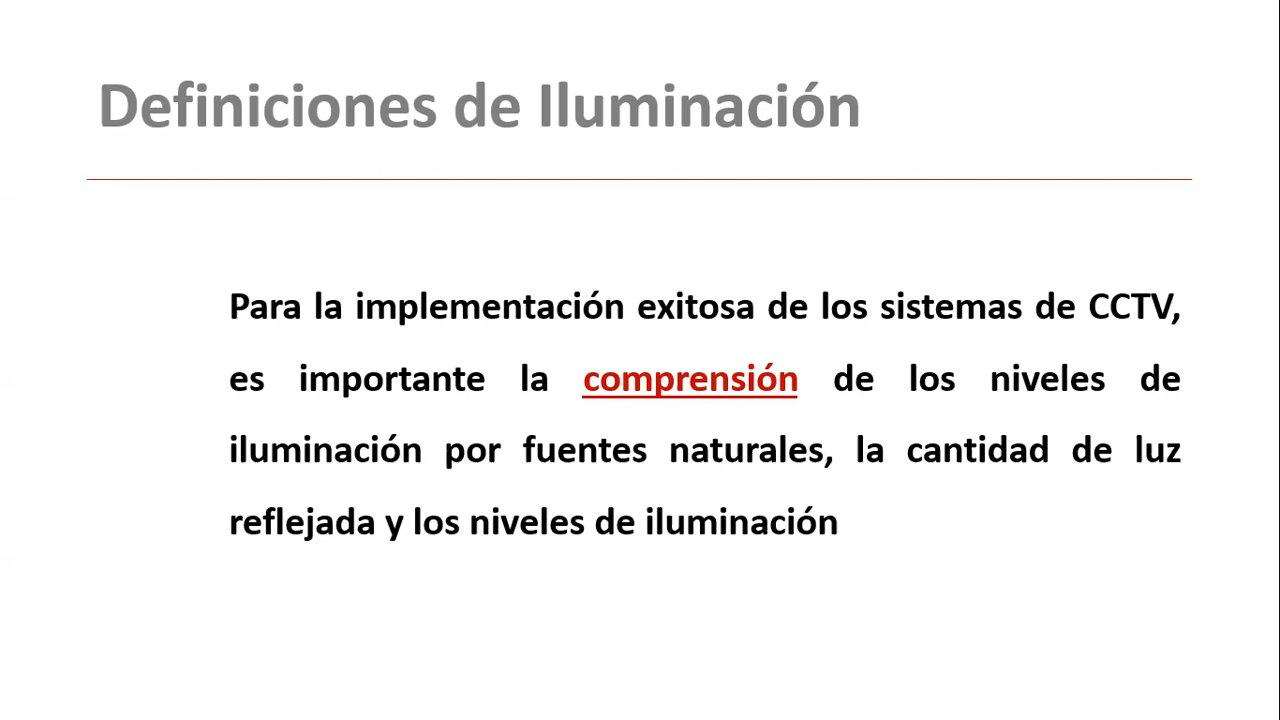 Definiciones de Iluminación
Para la implementación exitosa de los sistemas de CCTV,
es importante la comprensión de los niveles de
iluminación por fuentes naturales, la cantidad de luz
reflejada y los niveles de iluminación